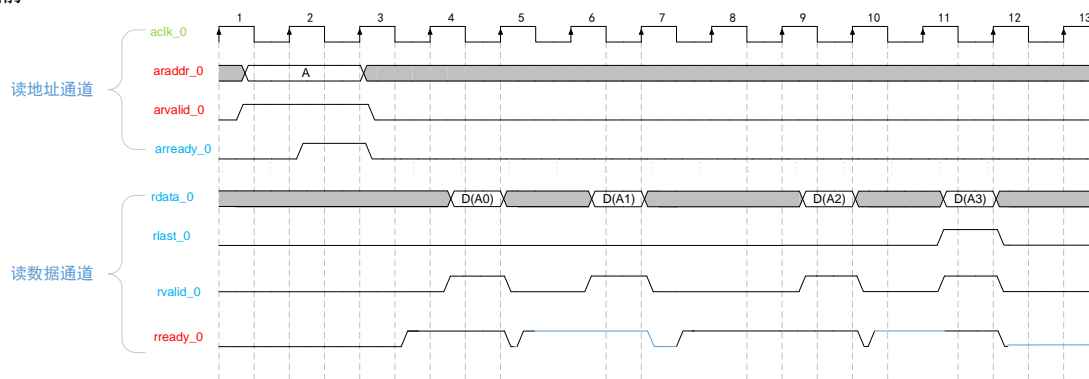 1 2 3 4 5 6 7 8 9 10 11 12 13
aclk_0
araddr_0 A
读地址通道
arvalid_0
arready_0
rdata_0 D(A0) D(A1) D(A2) D(A3)
rlast_0
读数据通道
rvalid_0
rready_0